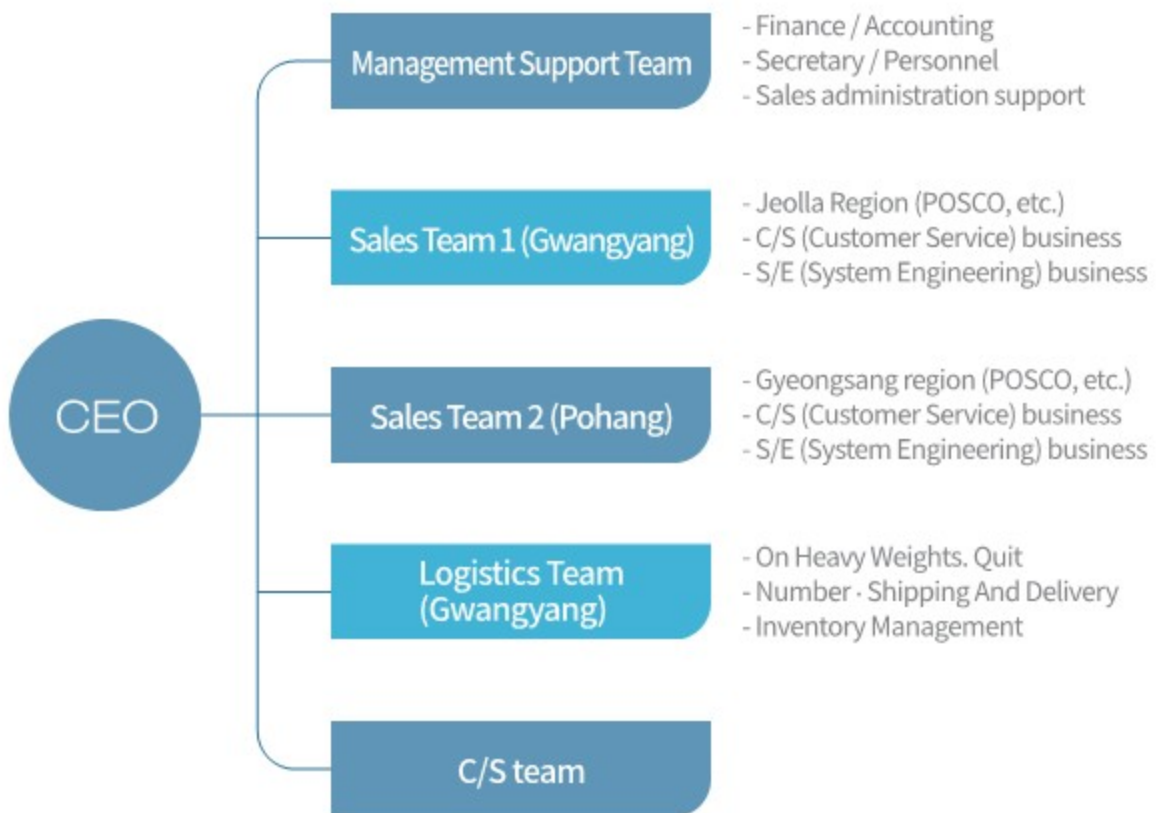 Management Support Team
- Finance / Accounting
- Secretary / Personnel
- Sales administration support
Sales Team 1 (Gwangyang)
- Jeolla Region (POSCO, etc.)
- C/S (Customer Service) business
- S/E (System Engineering) business
CEO
Sales Team 2 (Pohang)
- Gyeongsang region (POSCO, etc.)
- C/S (Customer Service) business
- S/E (System Engineering) business
Logistics Team
(Gwangyang)
- On Heavy Weights. Quit
- Number · Shipping And Delivery
- Inventory Management
C/S team